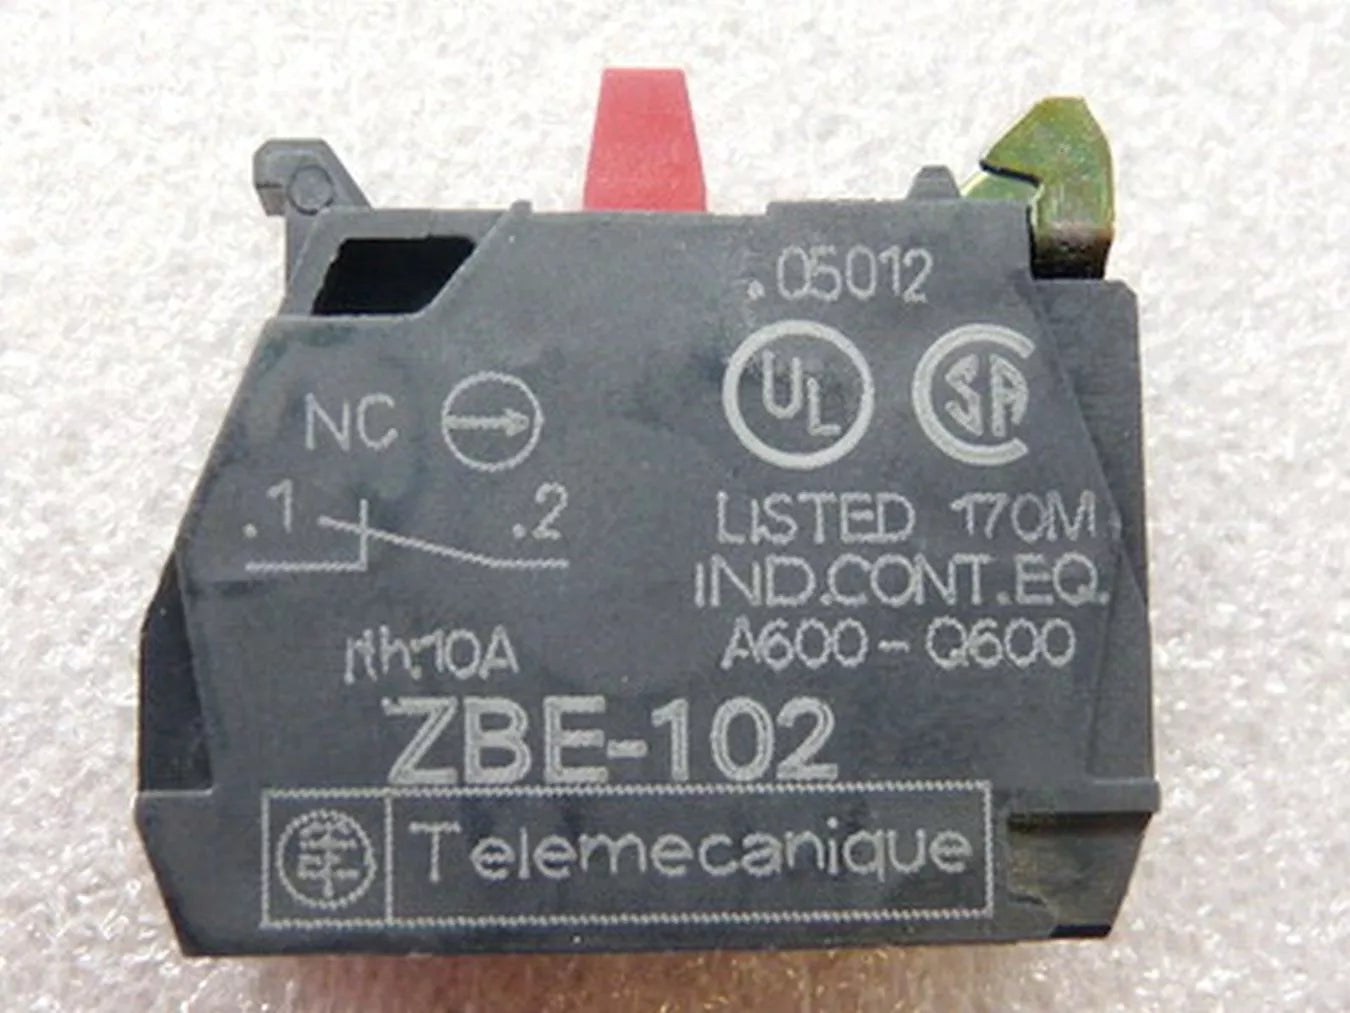 .05012
UL
SA
NC
.1 .2
LISTED 170M
IND.CONT.EQ.
A600-Q600
Ith:10A
ZBE-102
Telemecanique